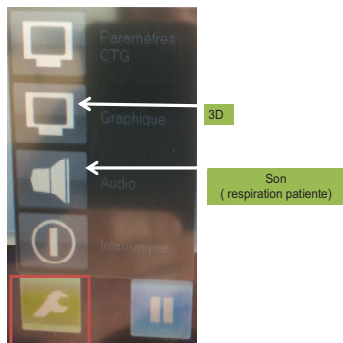 Paramètres
CTG
Graphique
3D
Audio
Son
( respiration patiente)
Interrompre